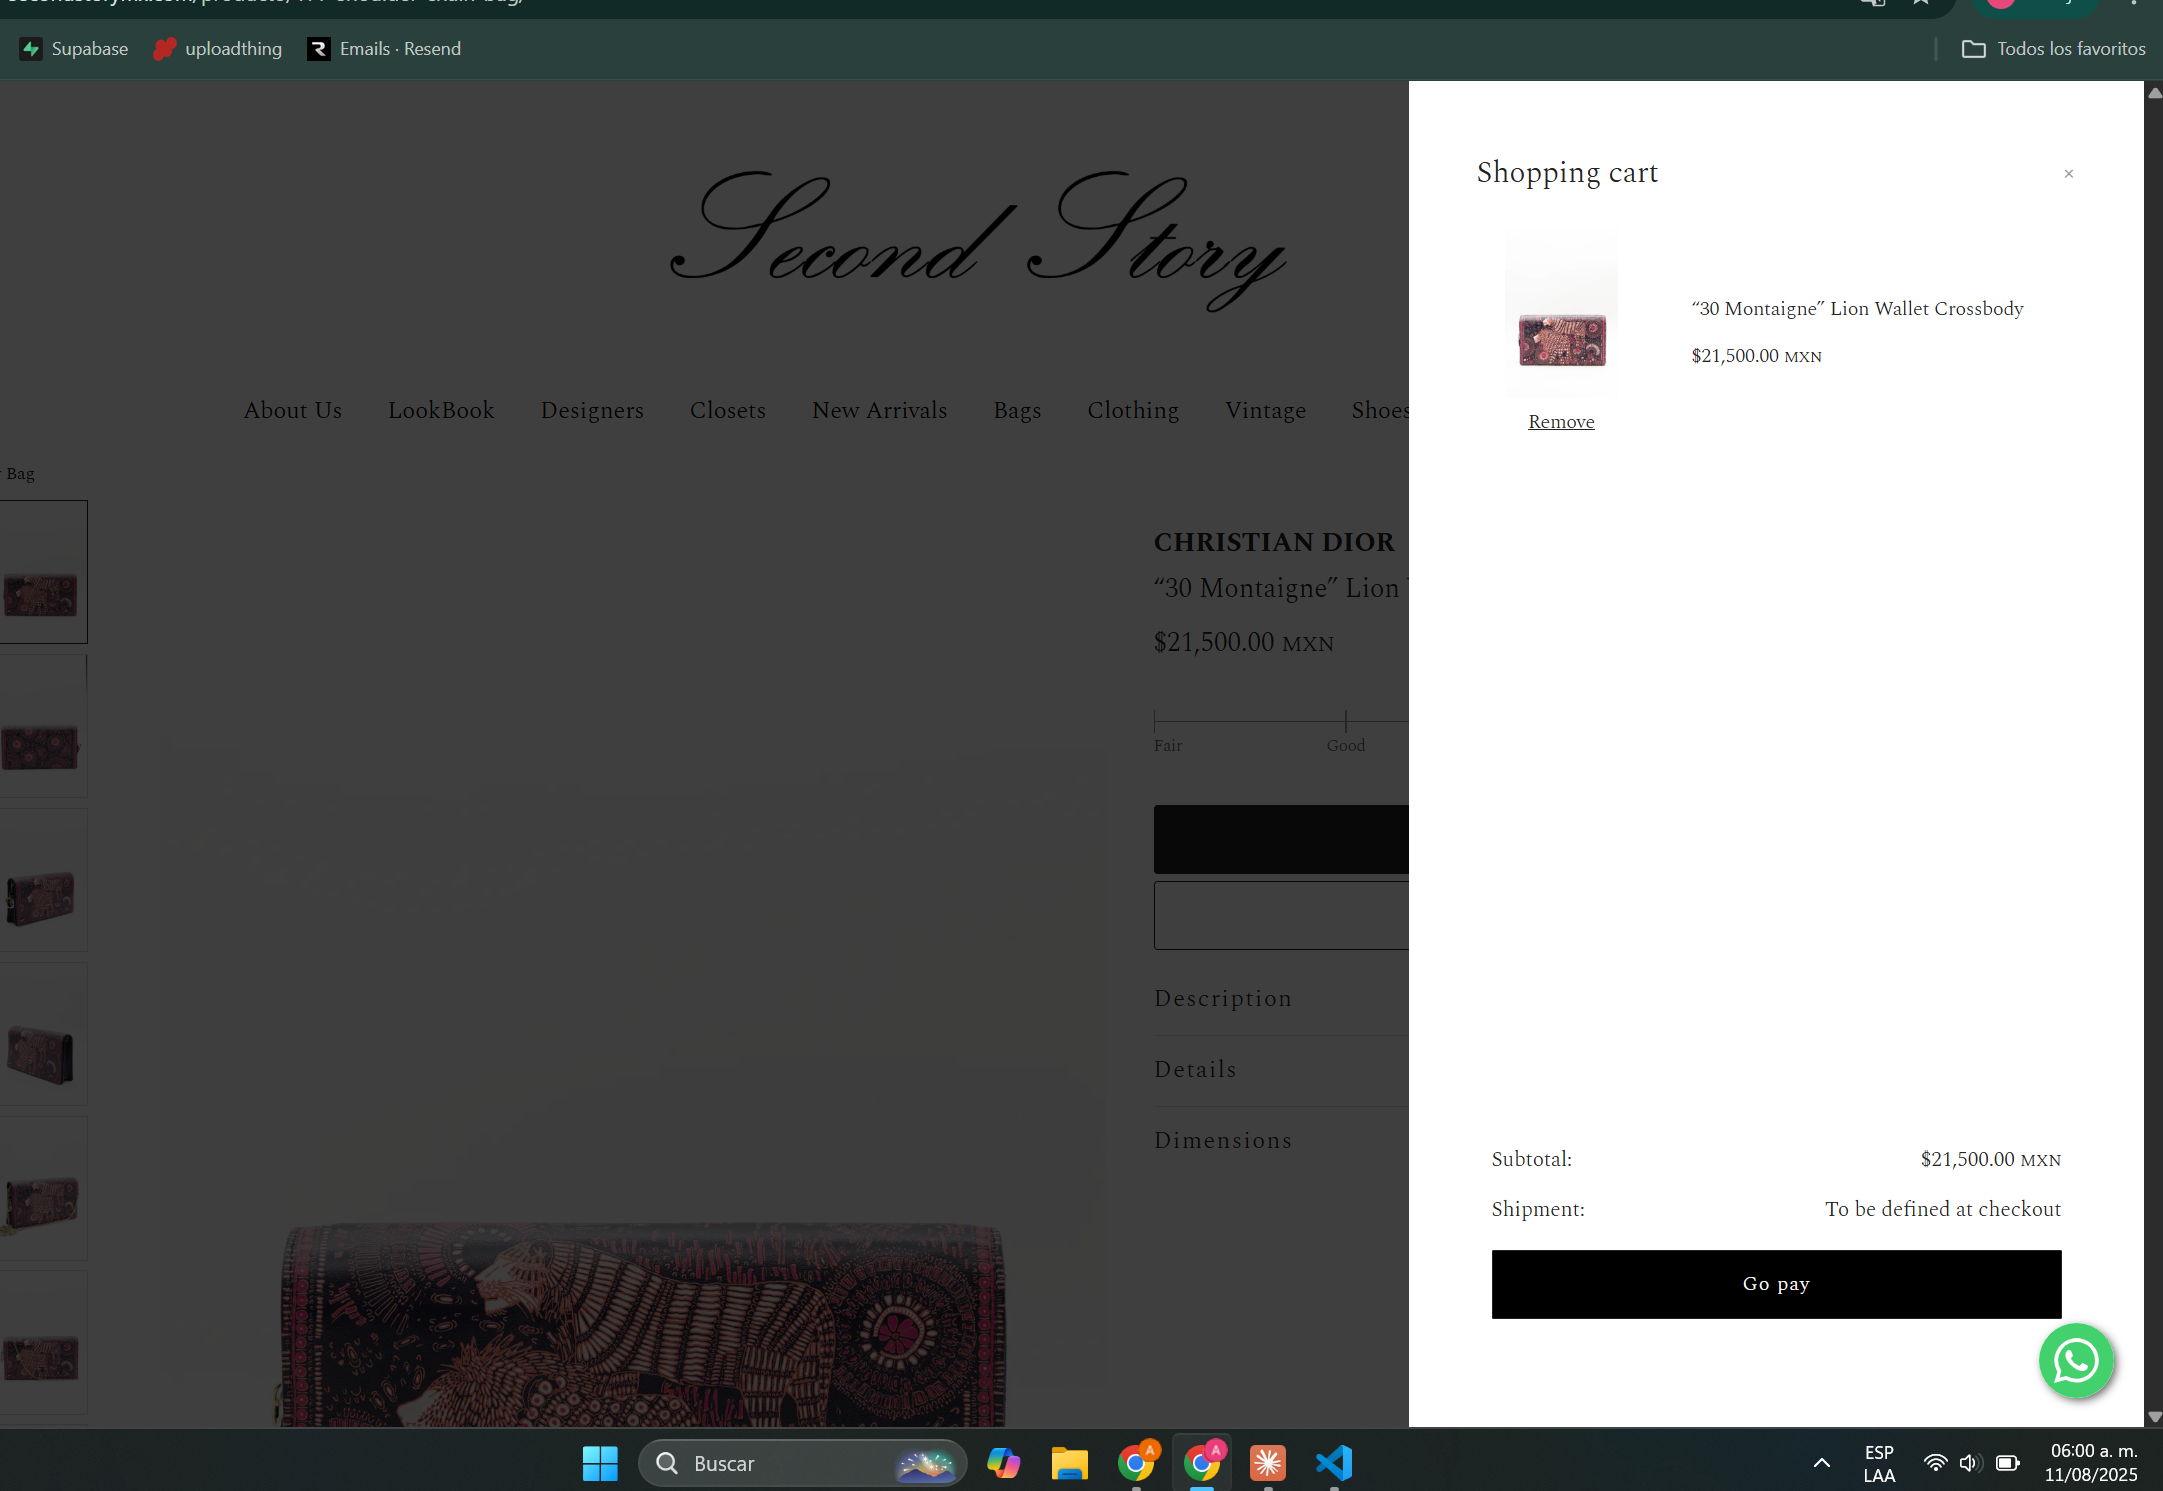 Supabase
uploadthing
Emails · Resend
Todos los favoritos
Second Story
About Us
LookBook
Designers
Closets
New Arrivals
Bags
Clothing
Vintage
Shoes
Bag
CHRISTIAN DIOR
“30 Montaigne” Lion
$21,500.00 MXN
Fair
Good
Description
Details
Dimensions
Shopping cart
×
“30 Montaigne” Lion Wallet Crossbody
$21,500.00 MXN
Remove
Subtotal:
$21,500.00 MXN
Shipment:
To be defined at checkout
Go pay
Buscar
A
A
ESP
LAA
06:00 a. m.
11/08/2025